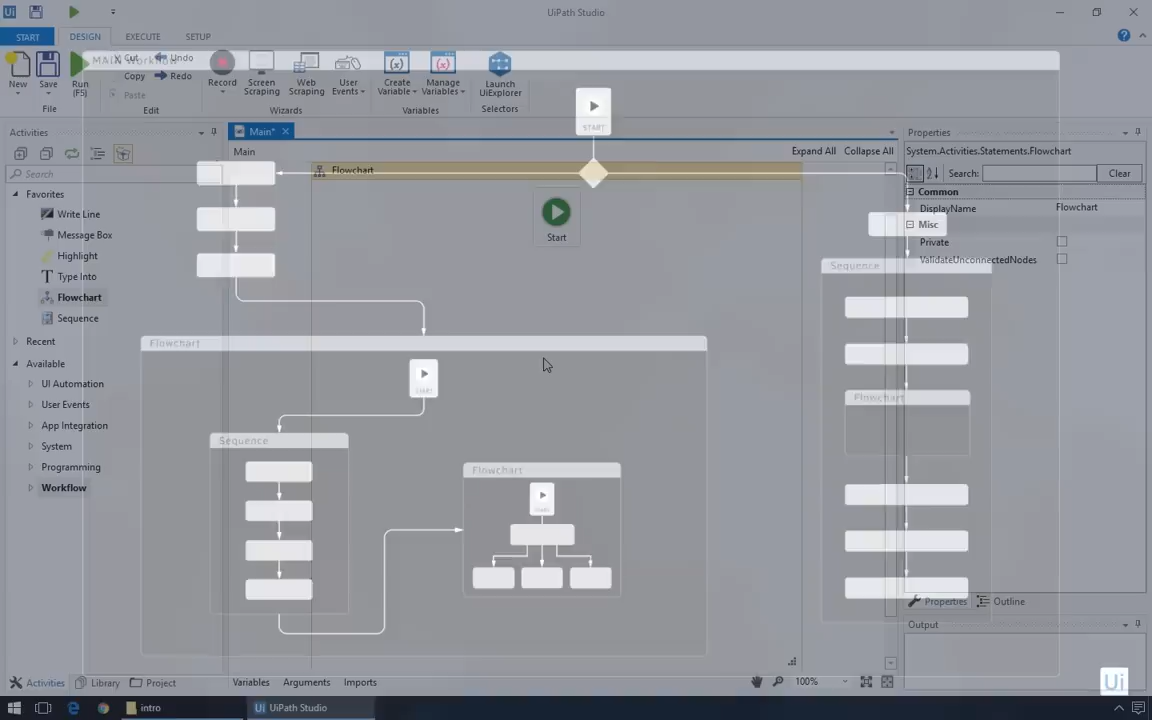 UiPath Studio
START DESIGN EXECUTE SETUP
MAIN Workflow
Cut Undo
Copy Redo
Paste
New Save Run (F5)
Record Screen Scraping Web Scraping User Events Create Variable Manage Variables Launch UiExplorer
File Edit Wizards Variables Selectors
START
Activities
Main*
Properties
Main
Expand All Collapse All
System.Activities.Statements.Flowchart
Search
Flowchart
Search:
Clear
Favorites
Common
Write Line
DisplayName Flowchart
Message Box
Start
Misc
Highlight
Private
Type Into
ValidateUnconnectedNodes
Sequence
Flowchart
Sequence
Recent
Flowchart
Available
UI Automation
User Events
START
Flowchart
App Integration
System
Sequence
Programming
Flowchart
Workflow
Properties Outline
Output
Activities Library Project
Variables Arguments Imports
100%
Ui
intro
UiPath Studio